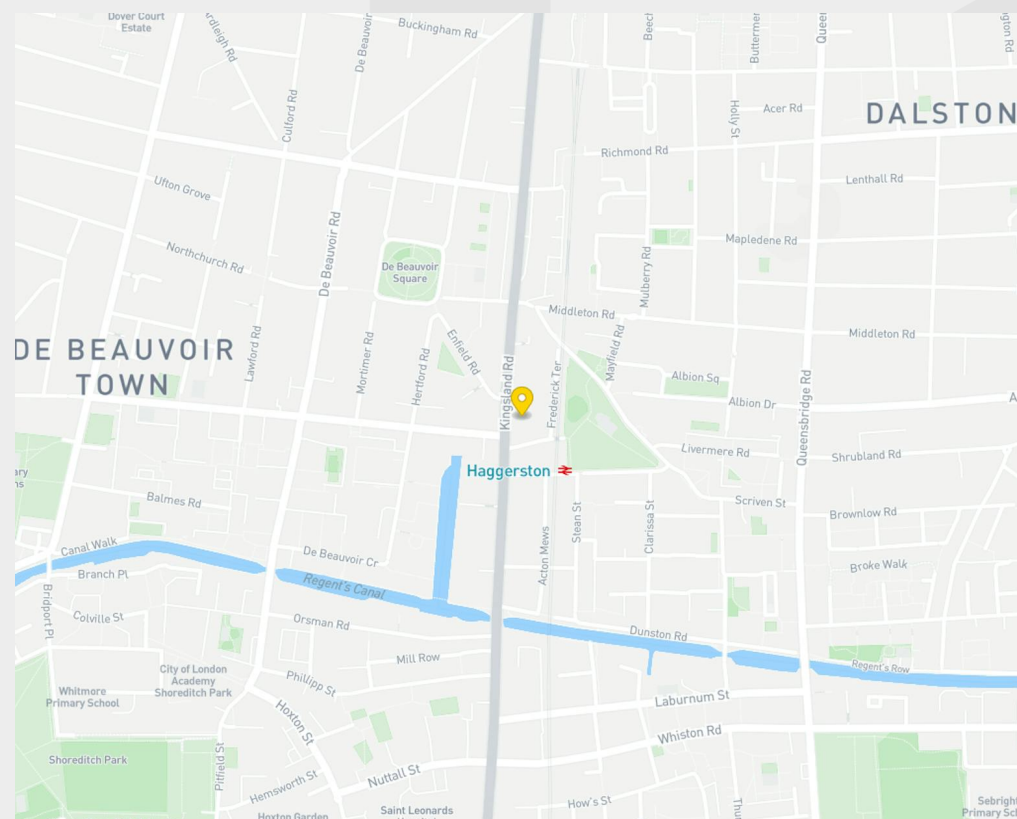 Dover Court
Estate
Buckingham Rd
Culford Rd
De Beauvoir
Holly St
Acer Rd
DALSTON
Richmond Rd
Ufton Grove
Lenthall Rd
Northchurch Rd
De Beauvoir Rd
De Beauvoir
Square
Mapledene Rd
Mulberry Rd
Middleton Rd
Middleton Rd
DE BEAUVOIR
TOWN
Lawford Rd
Mortimer Rd
Hertford Rd
Enfield Rd
Kingsland Rd
Frederick Ter
Mayfield Rd
Albion Sq
Albion Dr
Queensbridge Rd
Livermere Rd
Shrubland Rd
Haggerston
Balmes Rd
Scriven St
Brownlow Rd
Acton Mews
Stean St
Clarissa St
Canal Walk
Branch Pl
De Beauvoir Cr
Regent's Canal
Broke Walk
Bridport Pl
Colville St
Orsman Rd
Dunston Rd
Mill Row
Regent's Row
City of London
Academy
Shoreditch Park
Whitmore
Primary School
Phillipp St
Laburnum St
Hoxton St
Whiston Rd
Shoreditch Park
Pitfield St
Nuttall St
Hemsworth St
How's St
Saint Leonards
Hoxton Garden
Sebright